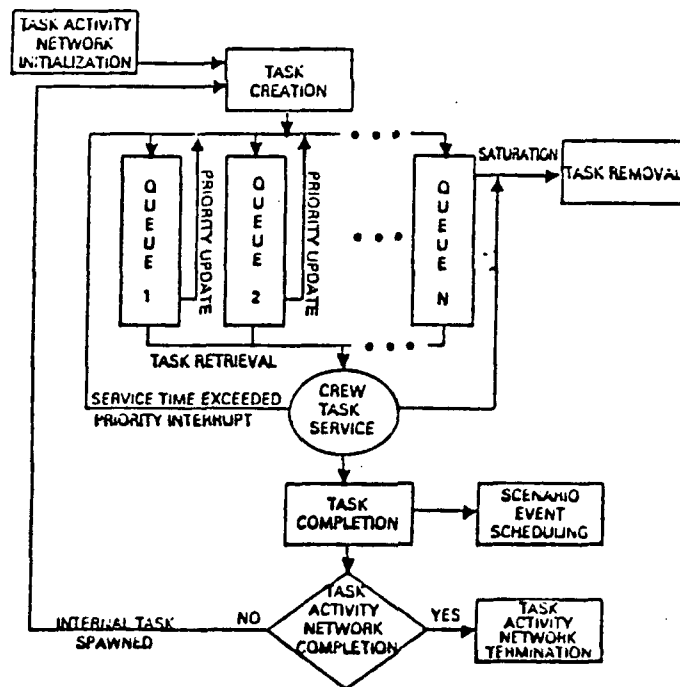 TASK ACTIVITY
NETWORK
INITIALIZATION
TASK
CREATION
QUEUE 1
PRIORITY UPDATE
QUEUE 2
PRIORITY UPDATE
QUEUE N
SATURATION
TASK REMOVAL
TASK RETRIEVAL
SERVICE TIME EXCEEDED
PRIORITY INTERRUPT
CREW
TASK
SERVICE
TASK
COMPLETION
SCENARIO
EVENT
SCHEDULING
TASK
ACTIVITY
NETWORK
COMPLETION
NO
INTERNAL TASK
SPAWNED
YES
TASK
ACTIVITY
NETWORK
TERMINATION